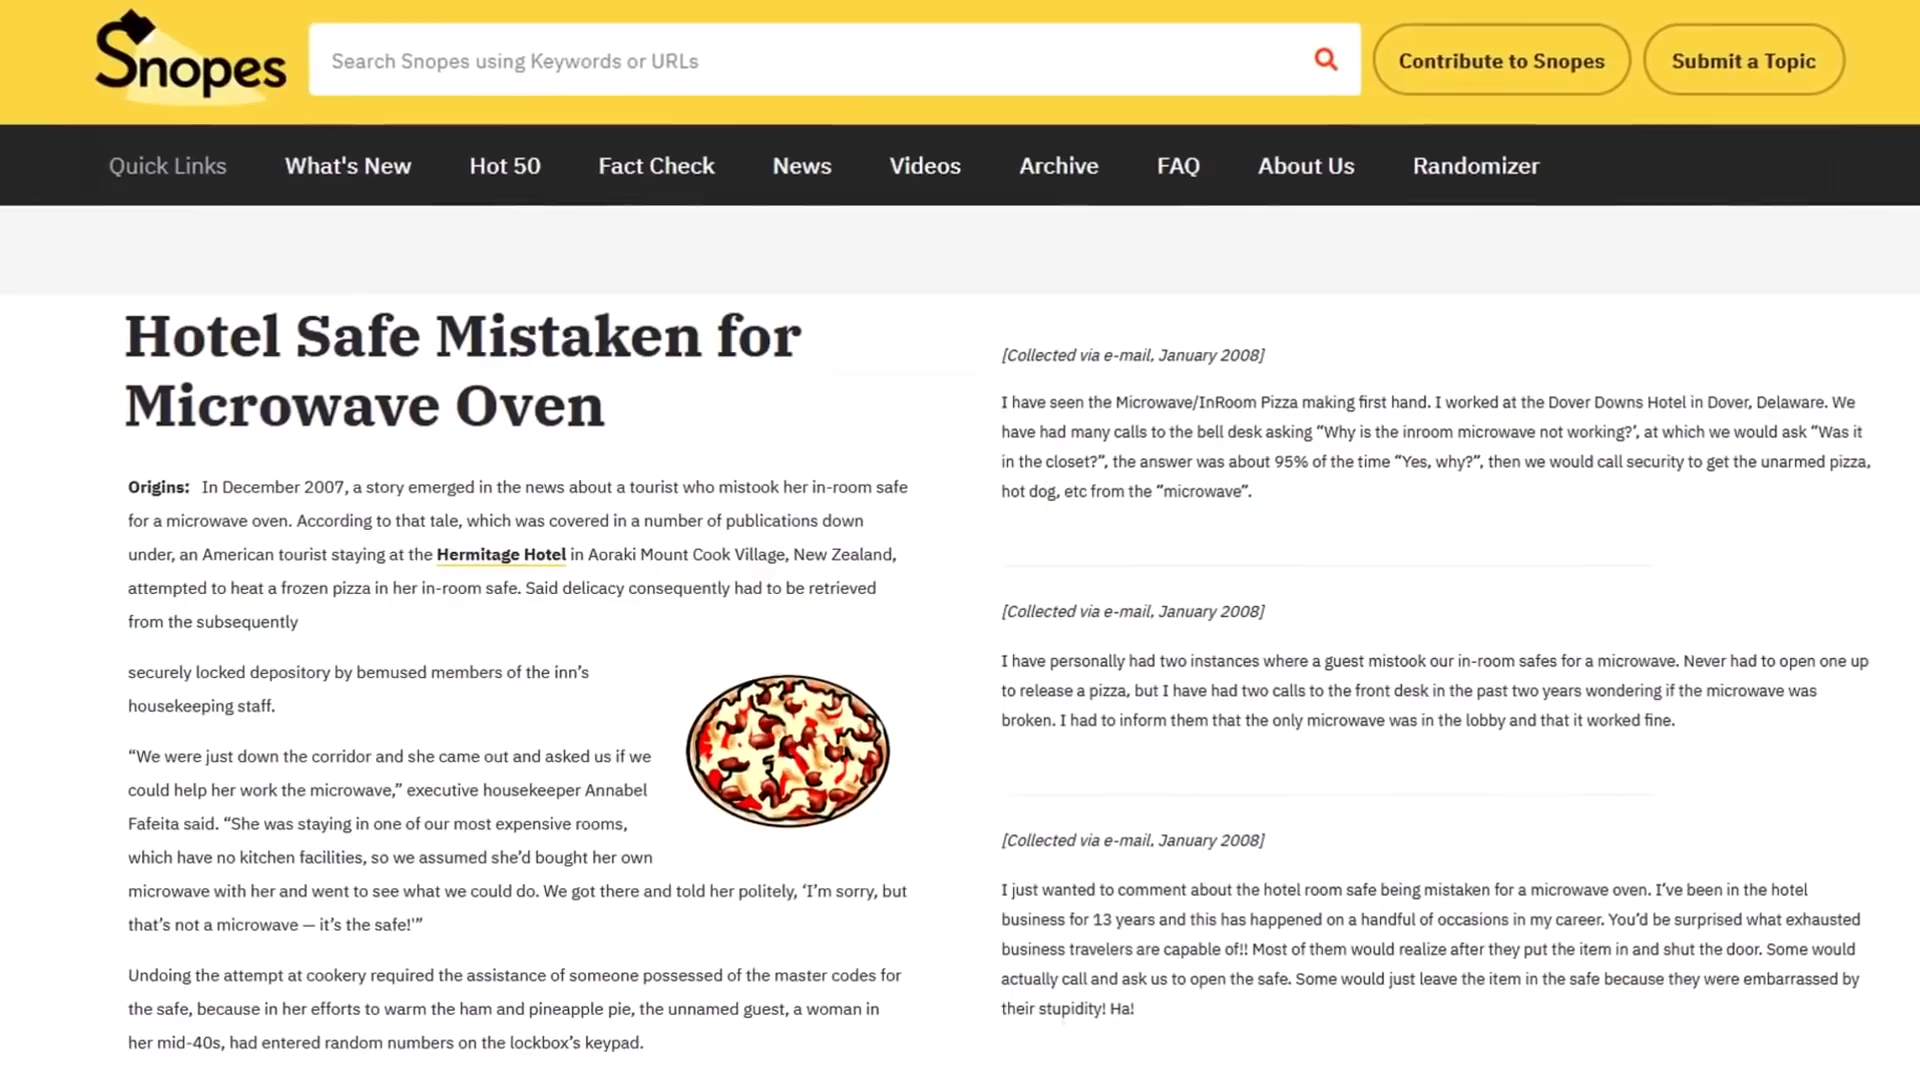 Snopes
Search Snopes using Keywords or URLs
Contribute to Snopes
Submit a Topic
Quick Links
What's New
Hot 50
Fact Check
News
Videos
Archive
FAQ
About Us
Randomizer
Hotel Safe Mistaken for
Microwave Oven
Origins: In December 2007, a story emerged in the news about a tourist who mistook her in-room safe
for a microwave oven. According to that tale, which was covered in a number of publications down
under, an American tourist staying at the Hermitage Hotel in Aoraki Mount Cook Village, New Zealand,
attempted to heat a frozen pizza in her in-room safe. Said delicacy consequently had to be retrieved
from the subsequently
securely locked depository by bemused members of the inn's
housekeeping staff.
“We were just down the corridor and she came out and asked us if we
could help her work the microwave,” executive housekeeper Annabel
Fafeita said. “She was staying in one of our most expensive rooms,
which have no kitchen facilities, so we assumed she’d bought her own
microwave with her and went to see what we could do. We got there and told her politely, ‘I’m sorry, but
that’s not a microwave — it’s the safe!'”
Undoing the attempt at cookery required the assistance of someone possessed of the master codes for
the safe, because in her efforts to warm the ham and pineapple pie, the unnamed guest, a woman in
her mid-40s, had entered random numbers on the lockbox’s keypad.
[Collected via e-mail, January 2008]
I have seen the Microwave/InRoom Pizza making first hand. I worked at the Dover Downs Hotel in Dover, Delaware. We
have had many calls to the bell desk asking “Why is the inroom microwave not working?’, at which we would ask “Was it
in the closet?”, the answer was about 95% of the time “Yes, why?”, then we would call security to get the unarmed pizza,
hot dog, etc from the “microwave”.
[Collected via e-mail, January 2008]
I have personally had two instances where a guest mistook our in-room safes for a microwave. Never had to open one up
to release a pizza, but I have had two calls to the front desk in the past two years wondering if the microwave was
broken. I had to inform them that the only microwave was in the lobby and that it worked fine.
[Collected via e-mail, January 2008]
I just wanted to comment about the hotel room safe being mistaken for a microwave oven. I’ve been in the hotel
business for 13 years and this has happened on a handful of occasions in my career. You’d be surprised what exhausted
business travelers are capable of!! Most of them would realize after they put the item in and shut the door. Some would
actually call and ask us to open the safe. Some would just leave the item in the safe because they were embarrassed by
their stupidity! Ha!